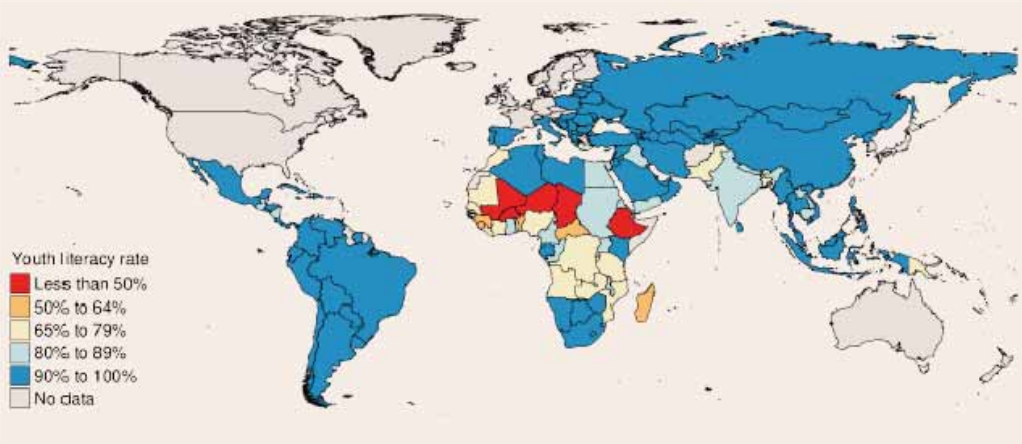 Youth literacy rate
Less than 50%
50% to 64%
65% to 79%
80% to 89%
90% to 100%
No data